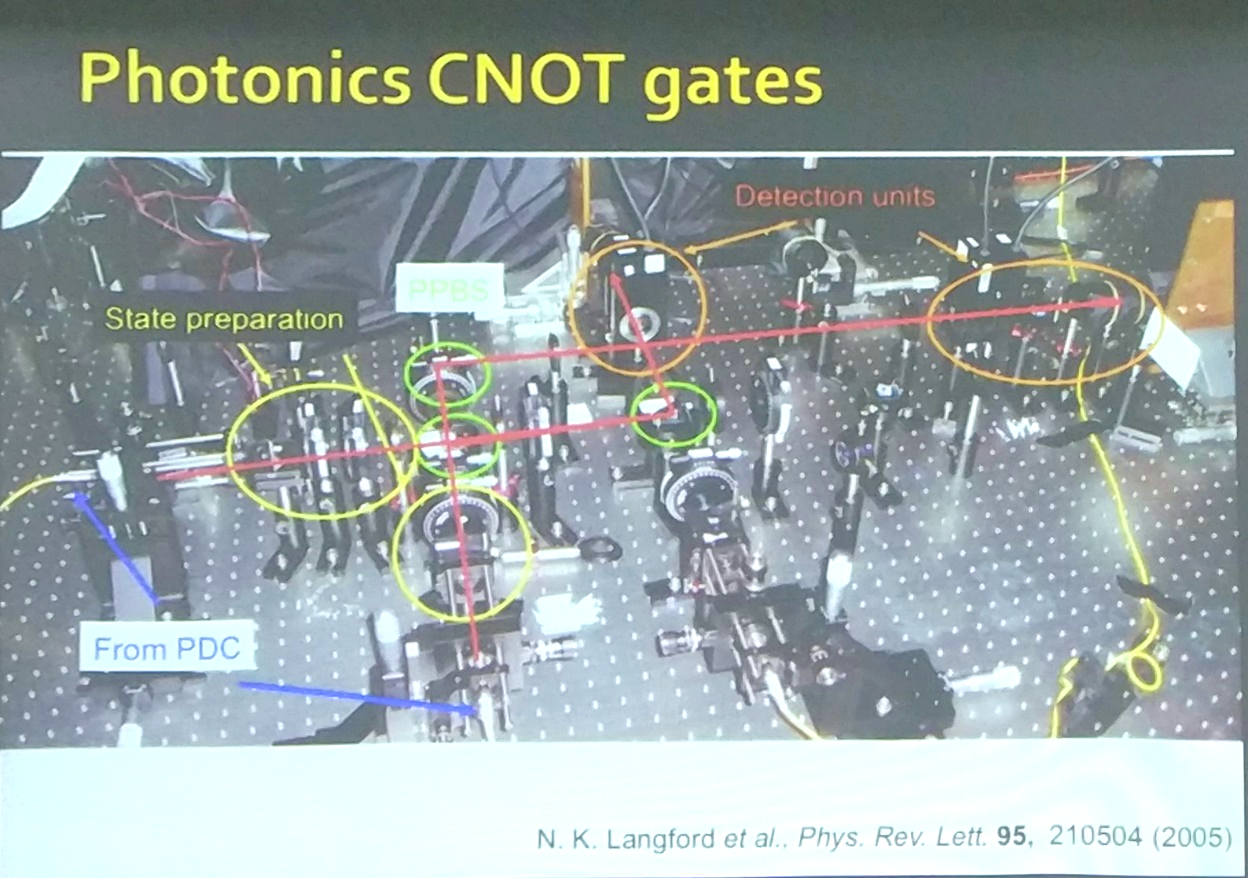 Photonics CNOT gates
Detection units
PPBS
State preparation
From PDC
N. K. Langford et al., Phys. Rev. Lett. 95, 210504 (2005)